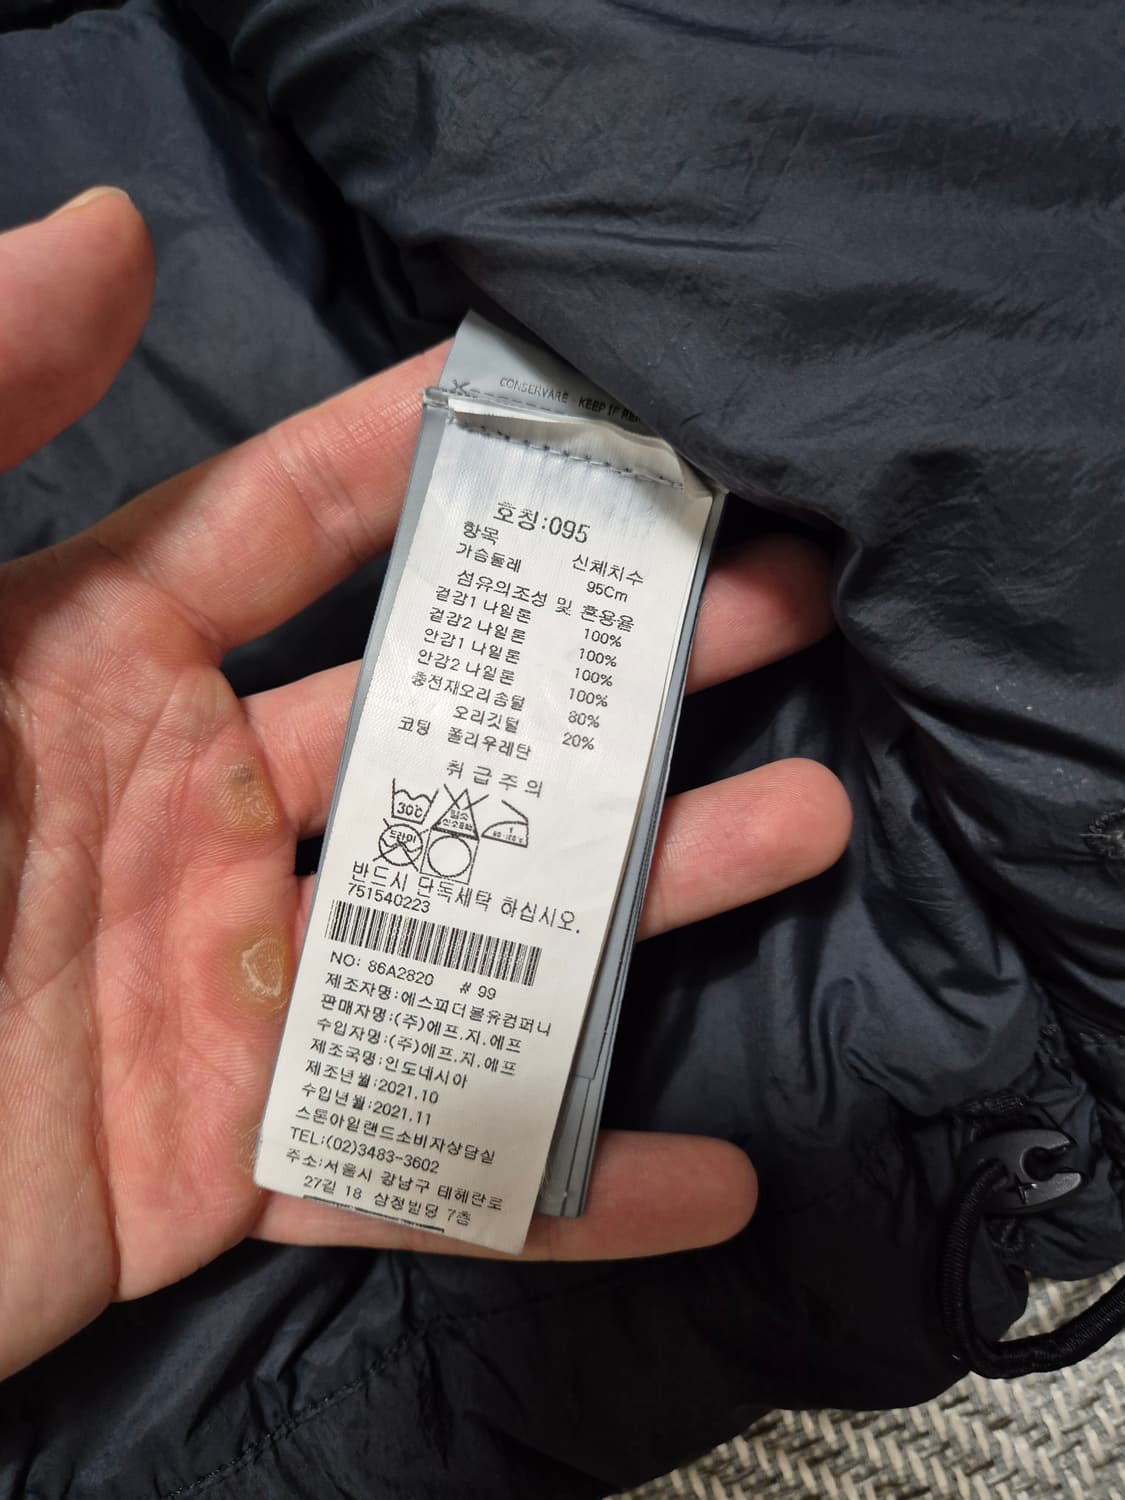 CONSERVARE - KEEP IF
호칭:095
항목 신체치수
가슴둘레 95Cm
섬유의조성 및 혼용율
겉감1 나일론 100%
겉감2 나일론 100%
안감1 나일론 100%
안감2 나일론 100%
충전재오리솜털 80%
오리깃털 20%
코팅 폴리우레탄
취급주의
30℃
염소
드라이
반드시 단독세탁 하십시오.
751540223
NO: 86A2820 # 99
제조자명:에스피더블유컴퍼니
판매자명:(주)에프.지.에프
수입자명:(주)에프.지.에프
제조국명:인도네시아
제조년월:2021.10
수입년월:2021.11
스톤아일랜드소비자상담실
TEL:(02)3483-3602
주소:서울시 강남구 테헤란로
27길 18 삼정빌딩 7층